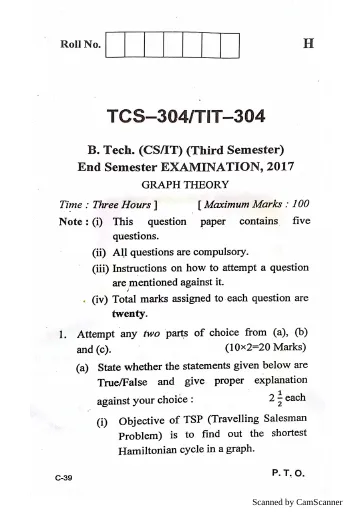 Roll No.
H
TCS–304/TIT–304
B. Tech. (CS/IT) (Third Semester)
End Semester EXAMINATION, 2017
GRAPH THEORY
Time : Three Hours ] [ Maximum Marks : 100
Note : (i) This question paper contains five
questions.
(ii) All questions are compulsory.
(iii) Instructions on how to attempt a question
are mentioned against it.
(iv) Total marks assigned to each question are
twenty.
1. Attempt any two parts of choice from (a), (b)
and (c). (10×2=20 Marks)
(a) State whether the statements given below are
True/False and give proper explanation
against your choice : 2 1/2 each
(i) Objective of TSP (Travelling Salesman
Problem) is to find out the shortest
Hamiltonian cycle in a graph.
C-39 P. T. O.
Scanned by CamScanner